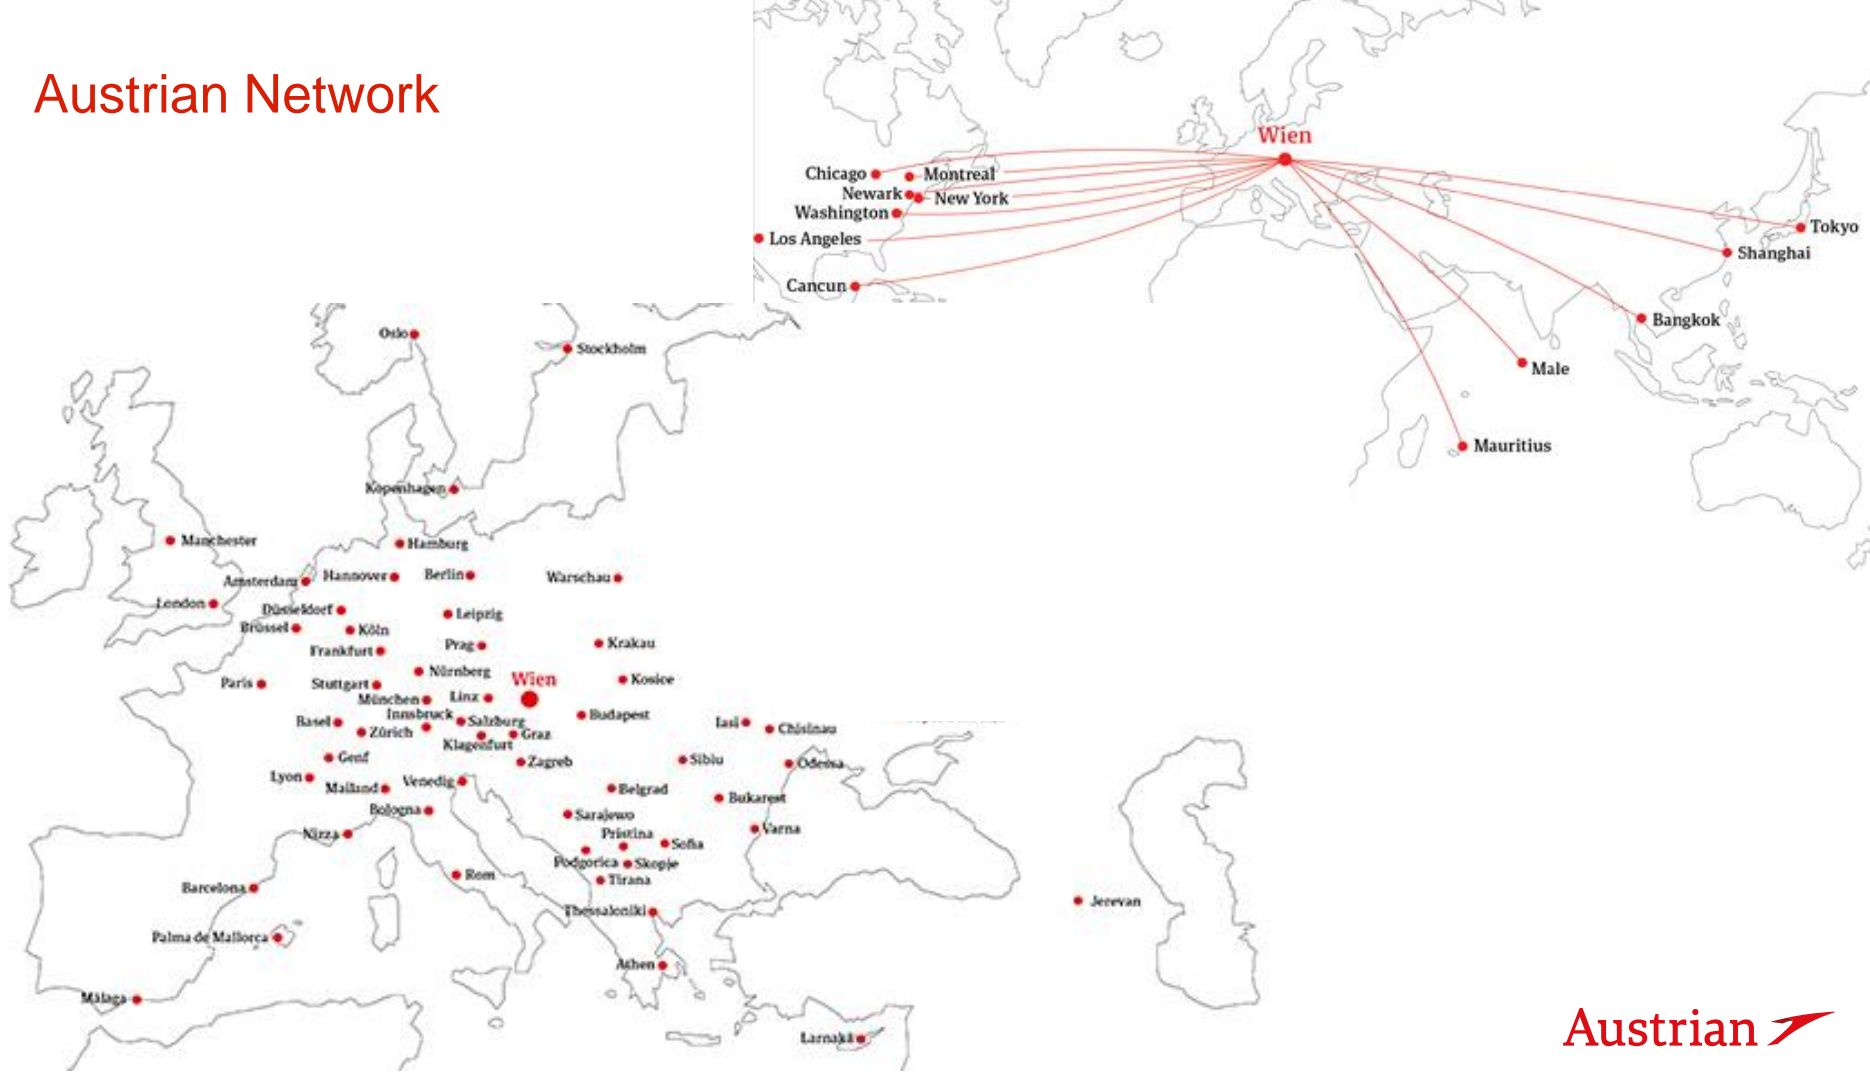 Austrian Network
Wien
Chicago
Montreal
Newark
New York
Washington
Los Angeles
Cancun
Tokyo
Shanghai
Bangkok
Male
Mauritius
Oslo
Stockholm
Kopenhagen
Manchester
Hamburg
Amsterdam
Hannover
Berlin
Warschau
London
Düsseldorf
Leipzig
Brüssel
Köln
Frankfurt
Prag
Krakau
Nürnberg
Paris
Stuttgart
Wien
Kosice
München
Linz
Innsbruck
Salzburg
Budapest
Basel
Zürich
Graz
Iasi
Chisinau
Klagenfurt
Genf
Zagreb
Sibiu
Odessa
Lyon
Mailand
Venedig
Belgrad
Bukarest
Bologna
Sarajewo
Nizza
Pristina
Sofia
Varna
Podgorica
Skopje
Rom
Tirana
Barcelona
Jerevan
Thessaloniki
Palma de Mallorca
Athen
Málaga
Larnaka
Austrian